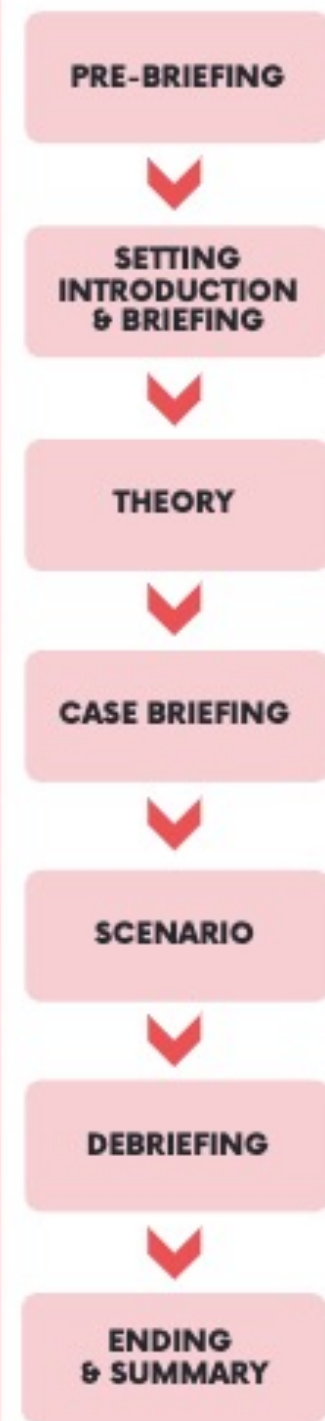 PRE-BRIEFING
SETTING
INTRODUCTION
& BRIEFING
THEORY
CASE BRIEFING
SCENARIO
DEBRIEFING
ENDING
& SUMMARY